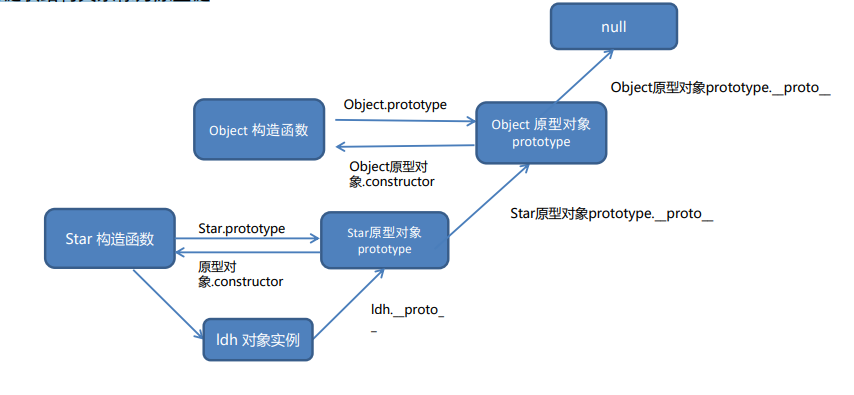 null
Object原型对象prototype.__proto__
Object.prototype
Object 构造函数
Object 原型对象
prototype
Object原型对
象.constructor
Star原型对象prototype.__proto__
Star 构造函数
Star.prototype
Star原型对象
prototype
原型对
象.constructor
ldh.__proto_
_
ldh 对象实例